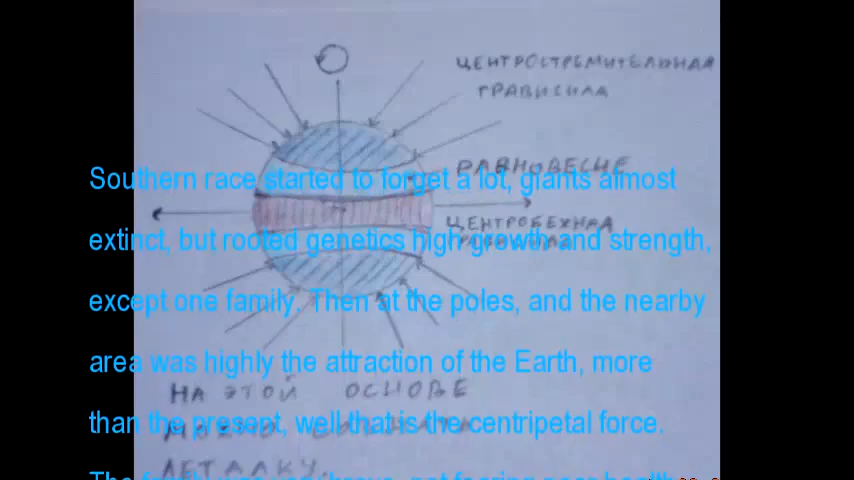 ЦЕНТРОСТРЕМИТЕЛЬНАЯ
ГРАВИСИЛА
РАВНОВЕСИЕ
Southern race started to forget a lot, giants almost
ЦЕНТРОБЕЖНАЯ
extinct, but rooted genetics high growth and strength,
except one family. Then at the poles, and the nearby
area was highly the attraction of the Earth, more
НА ЭТОЙ ОСНОВЕ
than the present, well that is the centripetal force.
МОЖНО
ЛЕТАЛКУ.